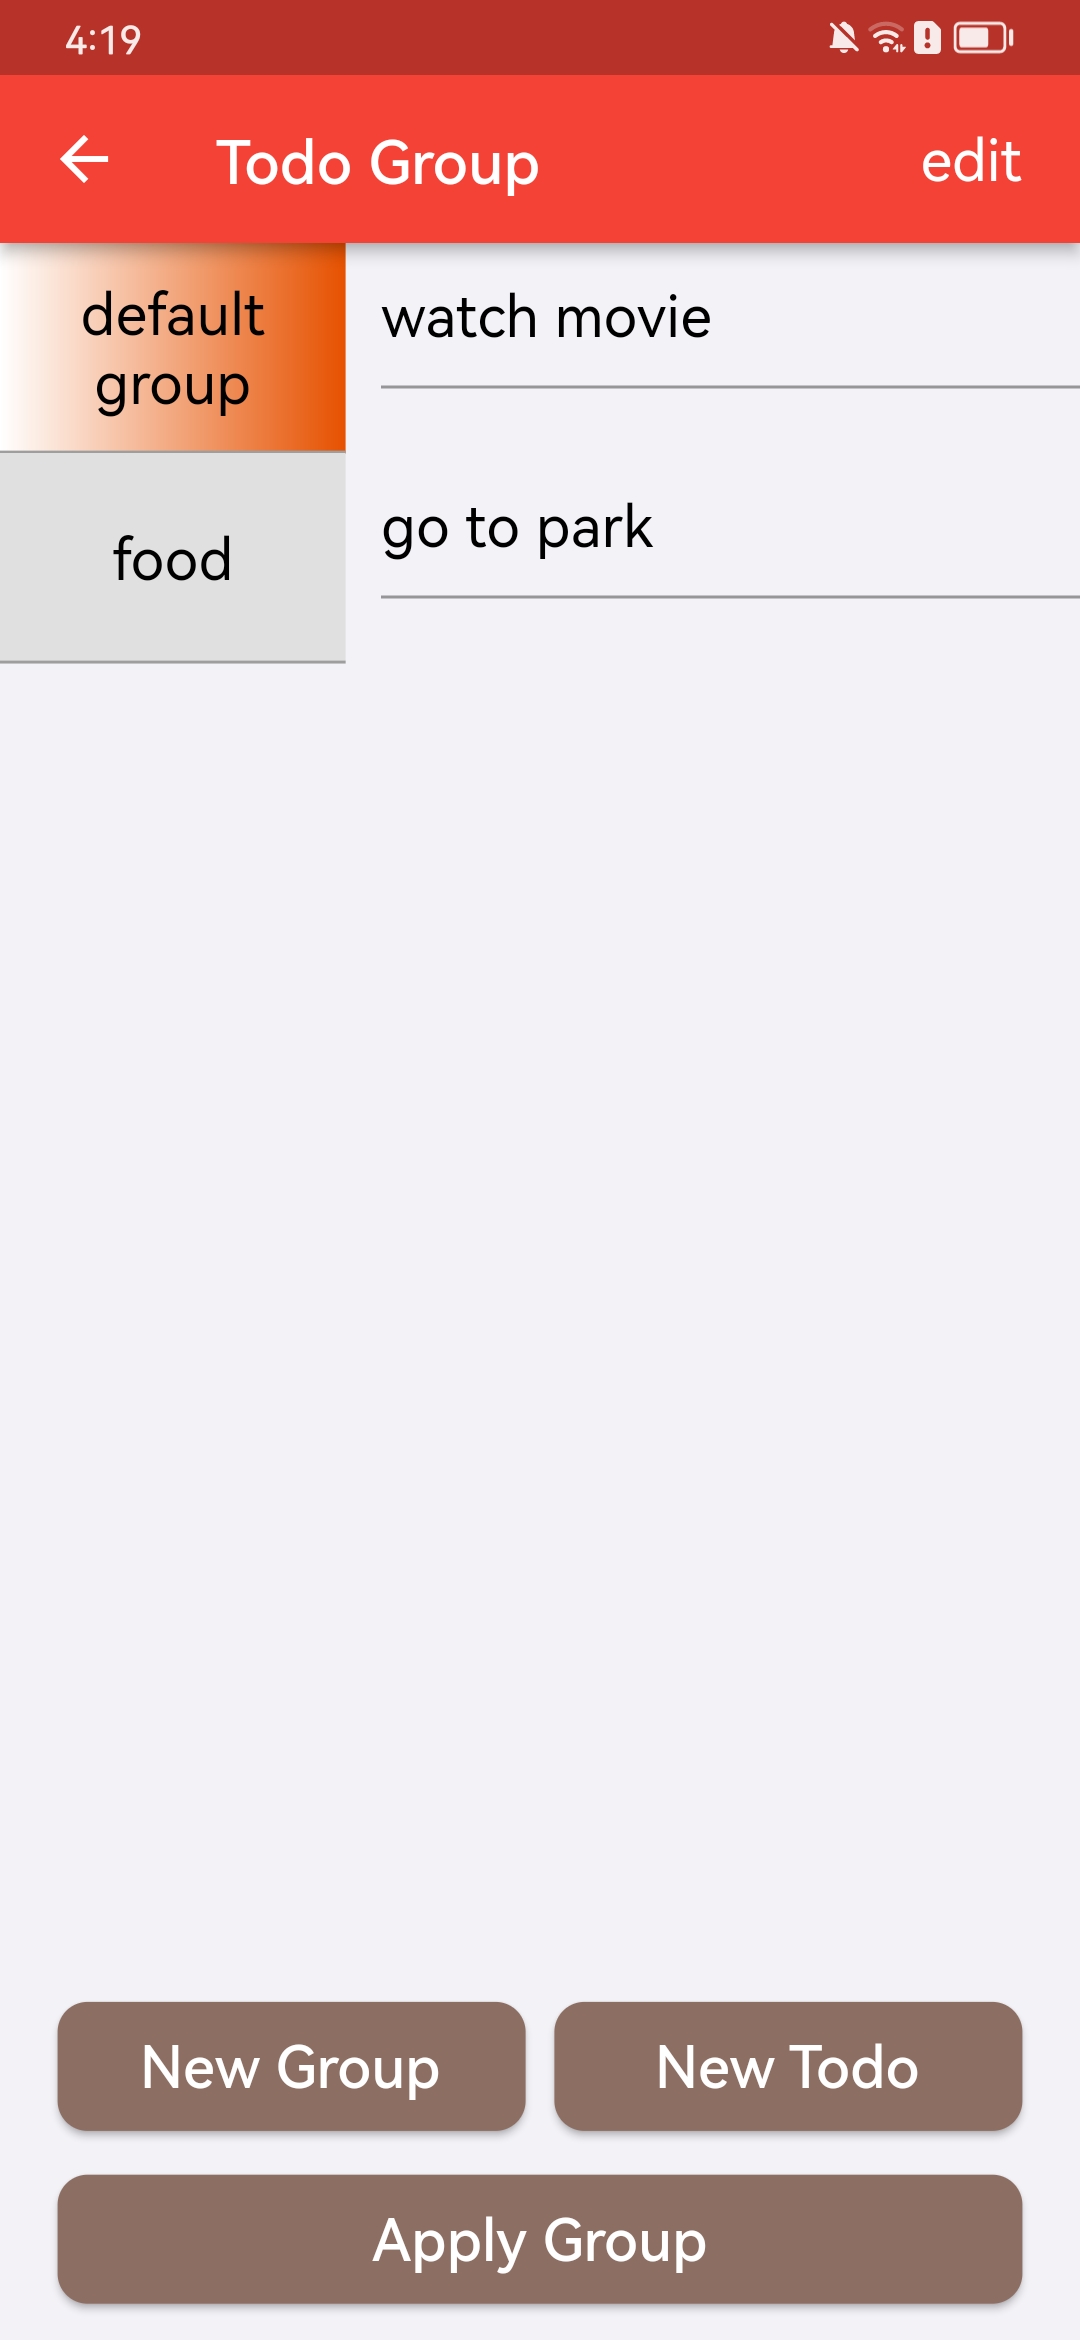 4:19
Todo Group
edit
default
group
watch movie
food
go to park
New Group
New Todo
Apply Group